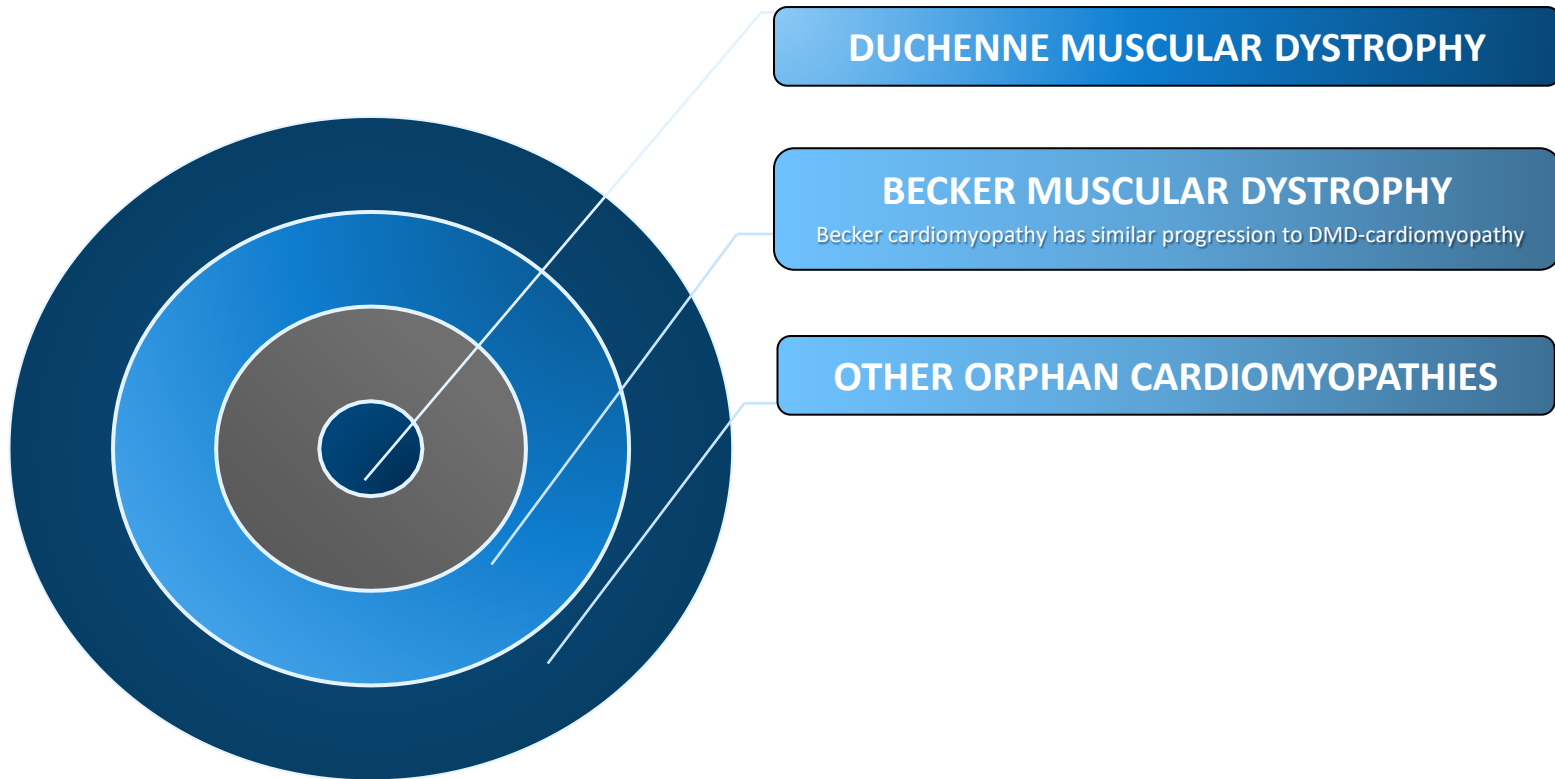 DUCHENNE MUSCULAR DYSTROPHY
BECKER MUSCULAR DYSTROPHY
Becker cardiomyopathy has similar progression to DMD-cardiomyopathy
OTHER ORPHAN CARDIOMYOPATHIES